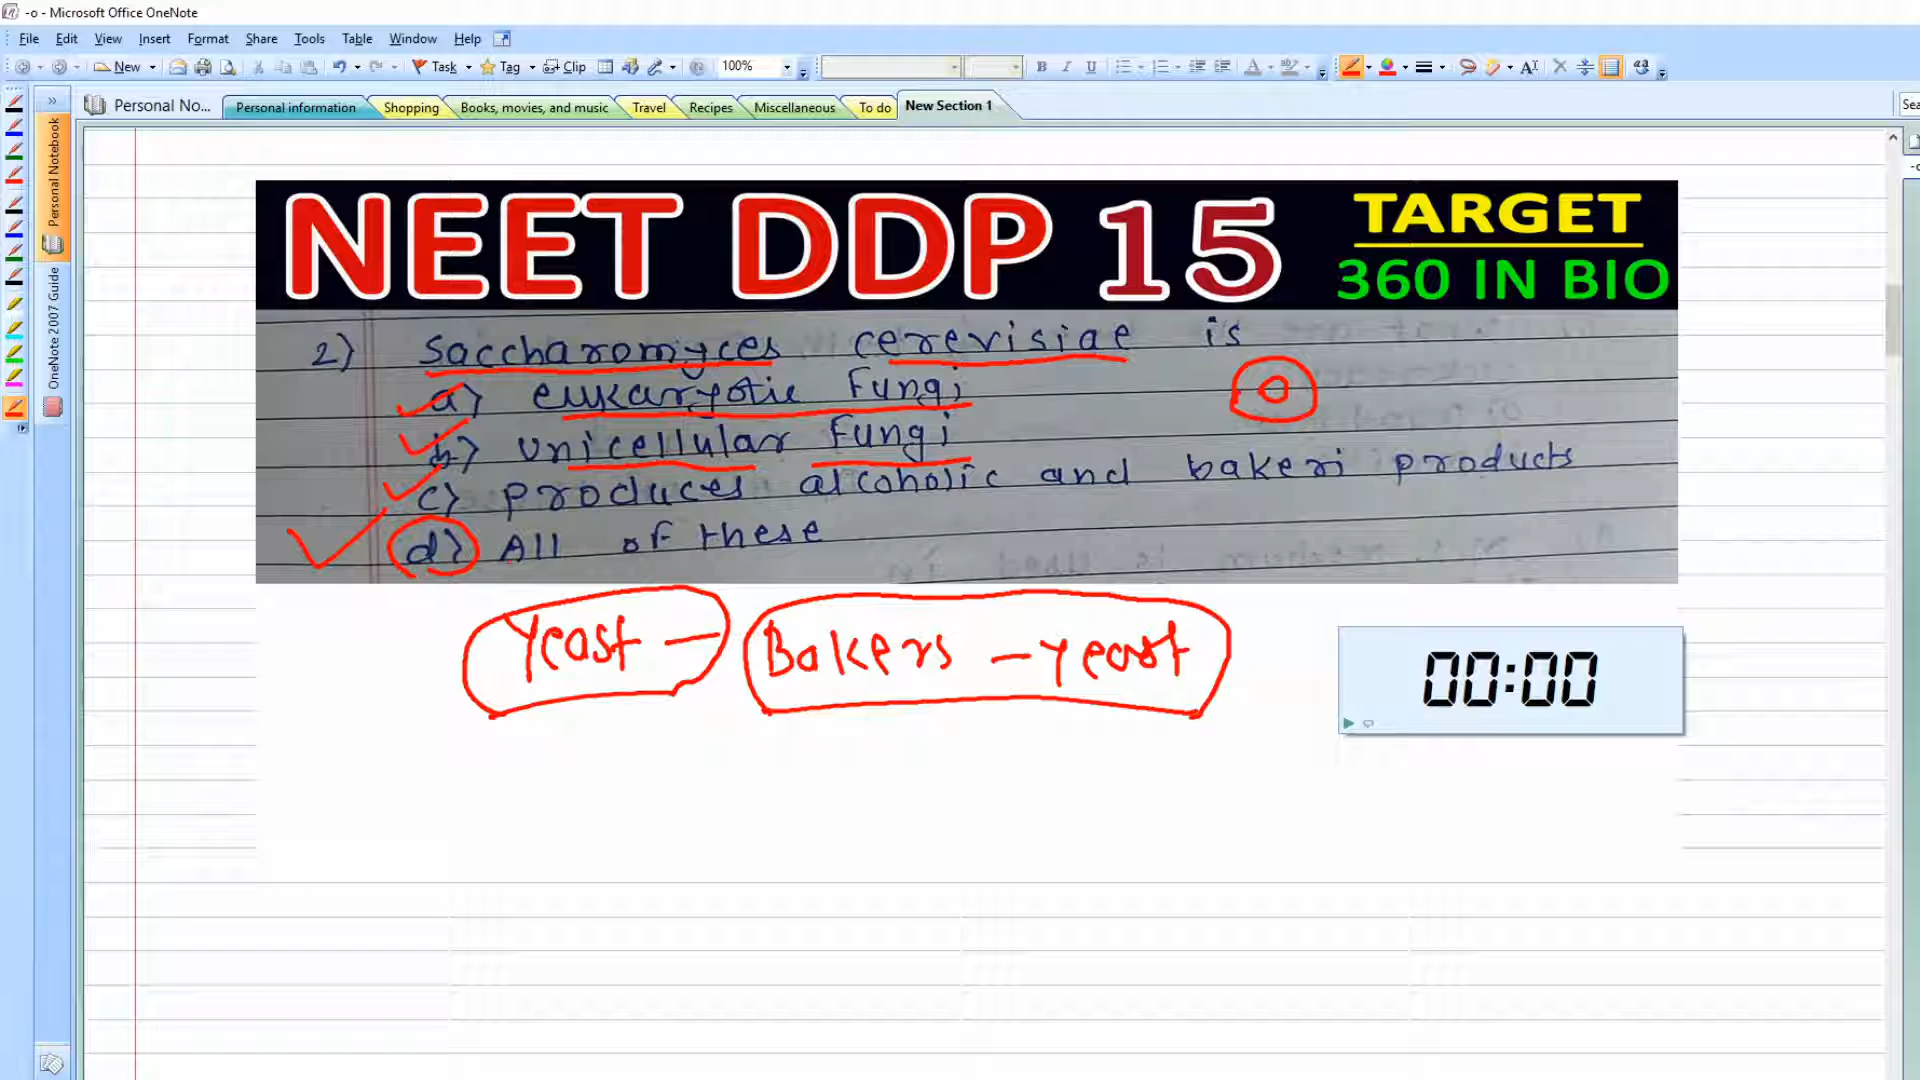 -o - Microsoft Office OneNote
File Edit View Insert Format Share Tools Table Window Help
New Task Tag Clip 100% B I U
Personal No... Personal information Shopping Books, movies, and music Travel Recipes Miscellaneous To do New Section 1 Sea
Personal Notebook
OneNote 2007 Guide
-o
NEET DDP 15 TARGET
360 IN BIO
2) Saccharomyces cerevisiae is
a) eukaryotic Fungi
b) unicellular Fungi
c) produces alcoholic and bakeri products
d) All of these
Yeast - Bakers - Yeast
00:00